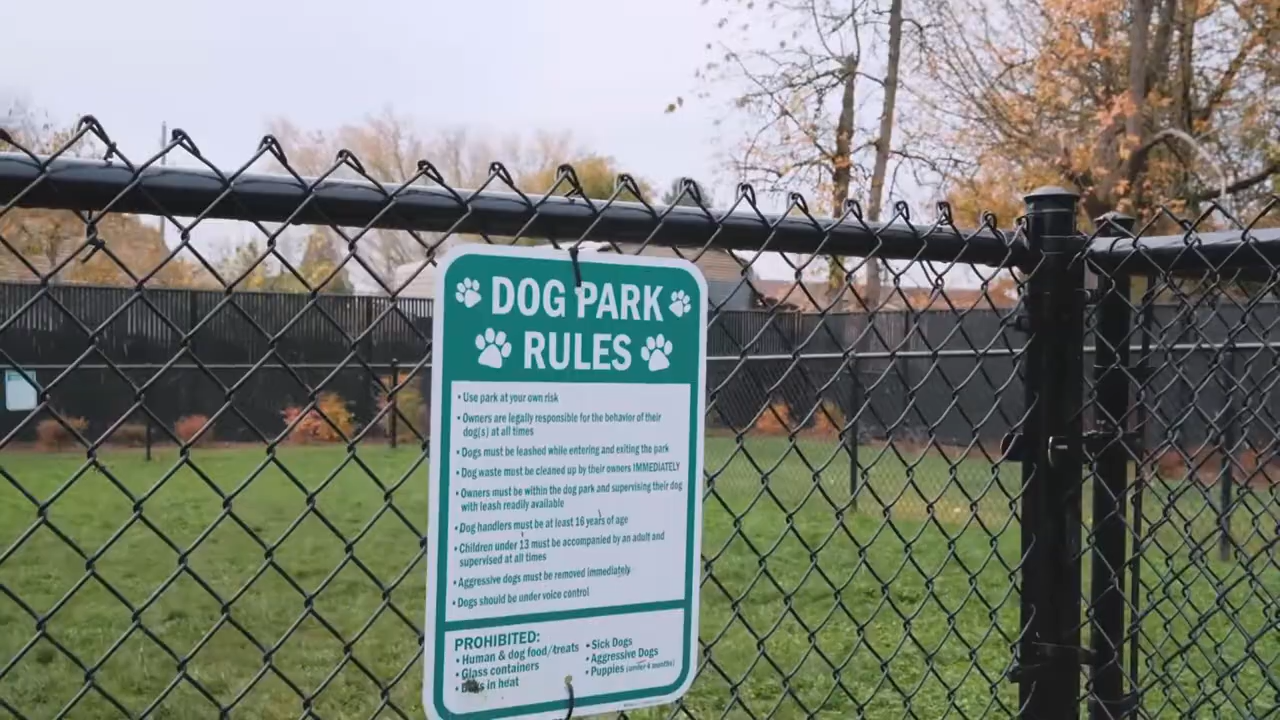 DOG PARK
RULES
• Use park at your own risk
• Owners are legally responsible for the behavior of their
dog(s) at all times
• Dogs must be leashed while entering and exiting the park
• Dog waste must be cleaned up by their owners IMMEDIATELY
• Owners must be within the dog park and supervising their dog
with leash readily available
• Dog handlers must be at least 16 years of age
• Children under 13 must be accompanied by an adult and
supervised at all times
• Aggressive dogs must be removed immediately
• Dogs should be under voice control
PROHIBITED:
• Human & dog food/treats
• Glass containers
• in heat
• Sick Dogs
• Aggressive Dogs
• Puppies (under 4 months)